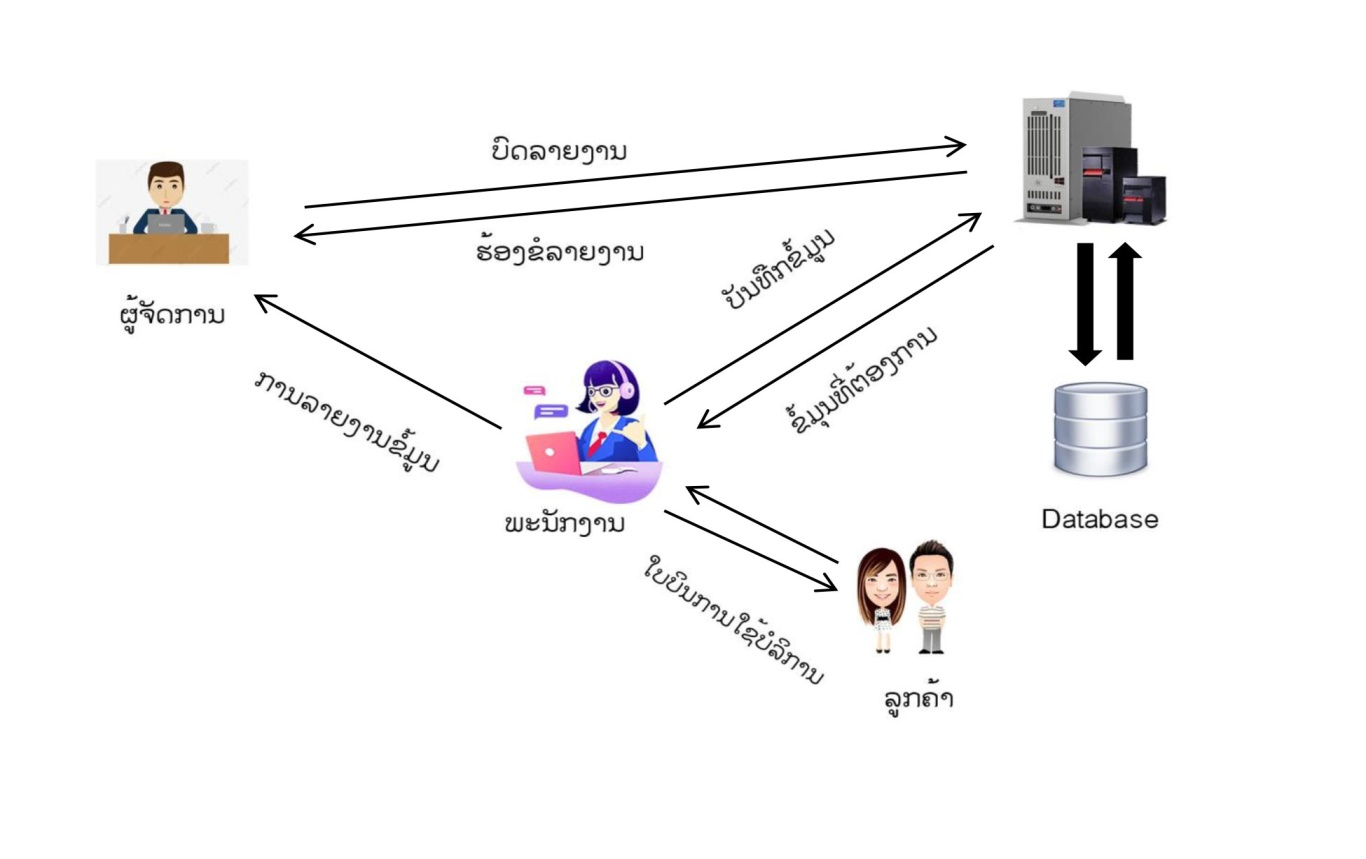 ບົດລາຍງານ
ຮ້ອງຂໍລາຍງານ
ຜູ້ຈັດການ
ບັນທຶກຂໍ້ມູນ
ຂໍ້ມຸນທີ່ຕ້ອງການ
ການລາຍງານຂໍ້ມູນ
ພະນັກງານ
Database
ໃບບິນການໃຊ້ບໍລິການ
ລູກຄ້າ